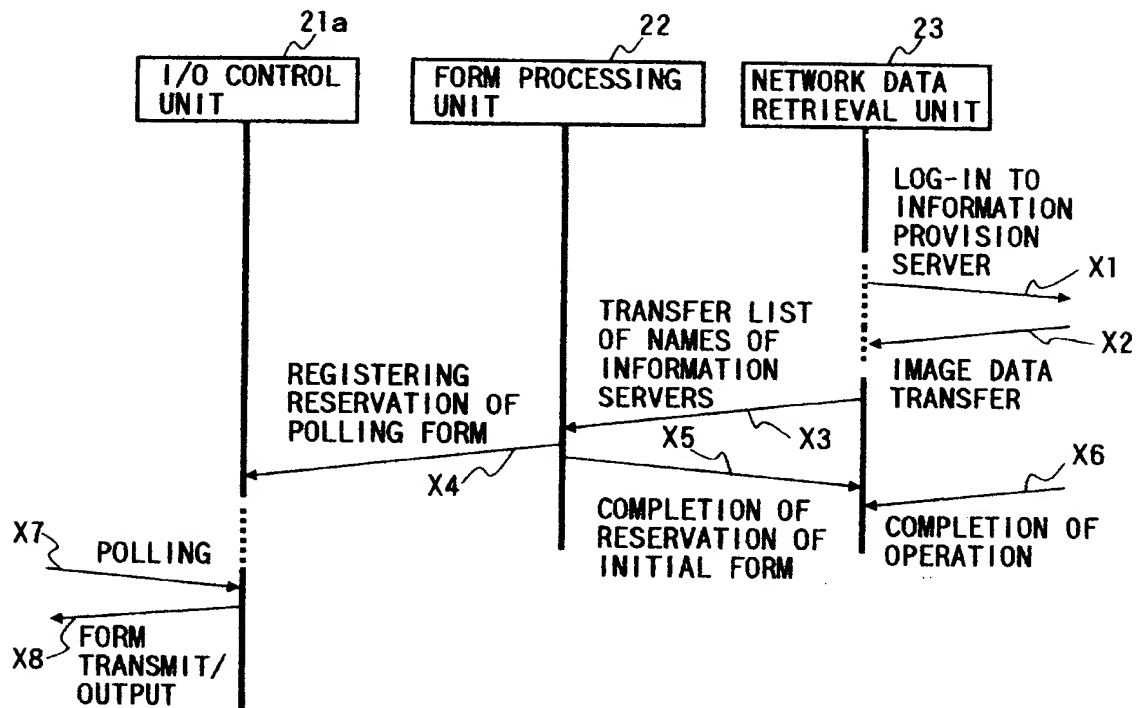 21a
22
23
I/O CONTROL
UNIT
FORM PROCESSING
UNIT
NETWORK DATA
RETRIEVAL UNIT
LOG-IN TO
INFORMATION
PROVISION
SERVER
X1
X2
IMAGE DATA
TRANSFER
TRANSFER LIST
OF NAMES OF
INFORMATION
SERVERS
X3
REGISTERING
RESERVATION OF
POLLING FORM
X4
X5
X6
COMPLETION OF
RESERVATION OF
INITIAL FORM
COMPLETION OF
OPERATION
X7
POLLING
X8
FORM
TRANSMIT/
OUTPUT